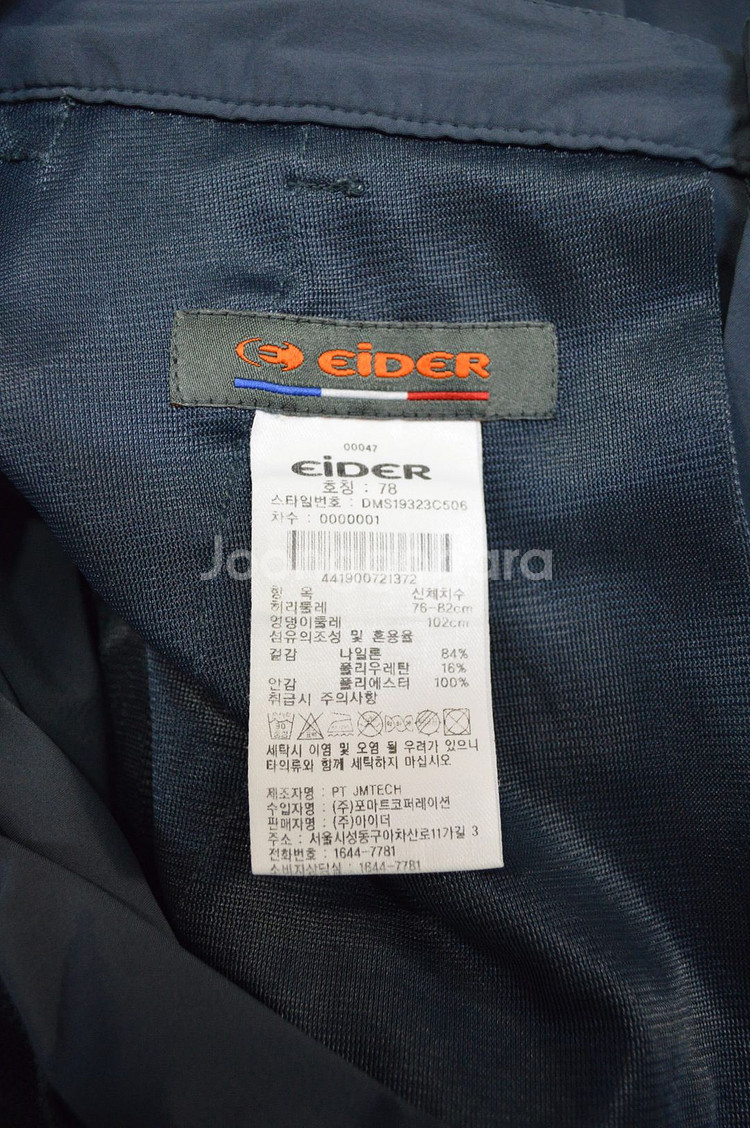 EiDER
00047
EiDER
호칭 : 78
스타일번호 : DMS19323C506
차수 : 0000001
441900721372
항 목 신체치수
허리둘레 76-82cm
엉덩이둘레 102cm
섬유의조성 및 혼용율
겉감 나일론 84%
폴리우레탄 16%
안감 폴리에스터 100%
취급시 주의사항
세탁시 이염 및 오염 될 우려가 있으니
타의류와 함께 세탁하지 마십시오
제조자명 : PT JMTECH
수입자명 : (주)포마트코퍼레이션
판매자명 : (주)아이더
주소 : 서울시성동구아차산로11가길 3
전화번호 : 1644-7781
소비자상담실 : 1644-7781